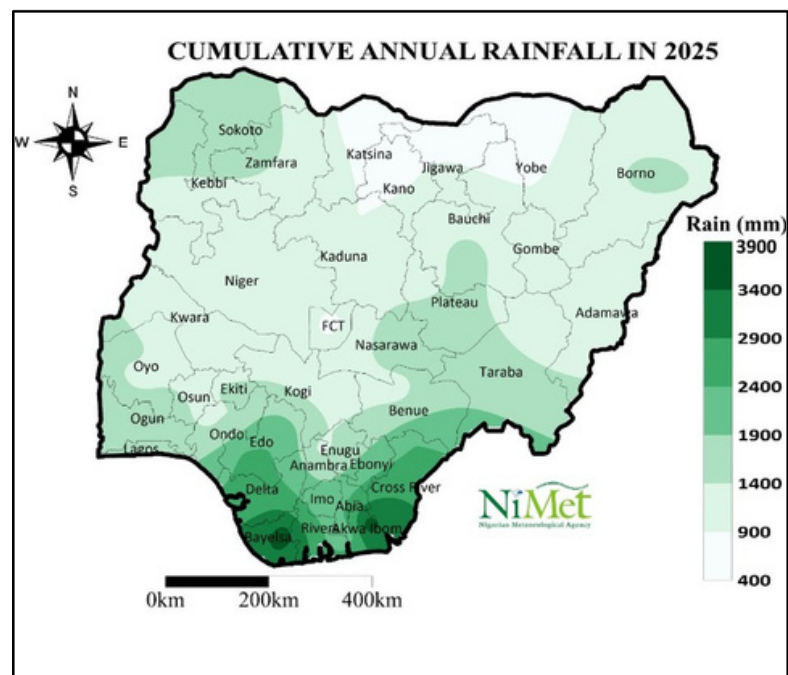 CUMULATIVE ANNUAL RAINFALL IN 2025
N
W E
S
Sokoto
Katsina
Zamfara
Jigawa
Yobe
Borno
Kebbi
Kano
Bauchi
Gombe
Kaduna
Niger
Plateau
Adamawa
Kwara
FCT
Nasarawa
Oyo
Taraba
Osun
Ekiti
Kogi
Benue
Ogun
Ondo
Edo
Lagos
Enugu
Anambra
Ebonyi
Delta
Imo
Abia
Cross River
Bayelsa
Rivers
Akwa Ibom
Rain (mm)
3900
3400
2900
2400
1900
1400
900
400
NiMet
Nigerian Meteorological Agency
0km 200km 400km